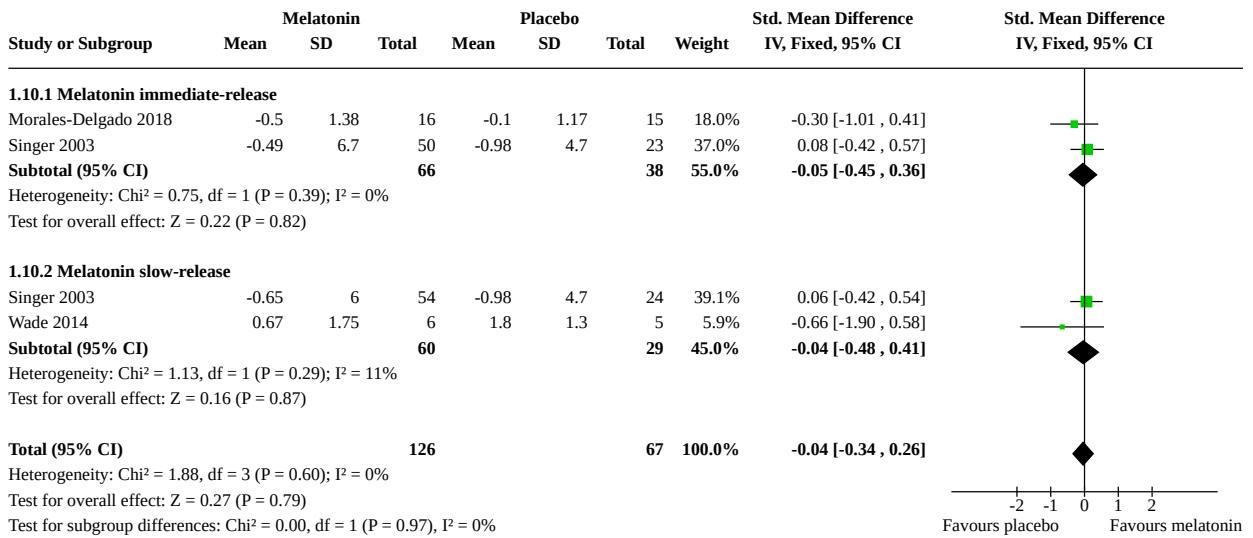 Melatonin Placebo Std. Mean Difference Std. Mean Difference
Study or Subgroup Mean SD Total Mean SD Total Weight IV, Fixed, 95% CI IV, Fixed, 95% CI
1.10.1 Melatonin immediate-release
Morales-Delgado 2018 -0.5 1.38 16 -0.1 1.17 15 18.0% -0.30 [-1.01 , 0.41]
Singer 2003 -0.49 6.7 50 -0.98 4.7 23 37.0% 0.08 [-0.42 , 0.57]
Subtotal (95% CI) 66 38 55.0% -0.05 [-0.45 , 0.36]
Heterogeneity: Chi² = 0.75, df = 1 (P = 0.39); I² = 0%
Test for overall effect: Z = 0.22 (P = 0.82)
1.10.2 Melatonin slow-release
Singer 2003 -0.65 6 54 -0.98 4.7 24 39.1% 0.06 [-0.42 , 0.54]
Wade 2014 0.67 1.75 6 1.8 1.3 5 5.9% -0.66 [-1.90 , 0.58]
Subtotal (95% CI) 60 29 45.0% -0.04 [-0.48 , 0.41]
Heterogeneity: Chi² = 1.13, df = 1 (P = 0.29); I² = 11%
Test for overall effect: Z = 0.16 (P = 0.87)
Total (95% CI) 126 67 100.0% -0.04 [-0.34 , 0.26]
Heterogeneity: Chi² = 1.88, df = 3 (P = 0.60); I² = 0%
Test for overall effect: Z = 0.27 (P = 0.79)
Test for subgroup differences: Chi² = 0.00, df = 1 (P = 0.97), I² = 0%
-2 -1 0 1 2
Favours placebo Favours melatonin